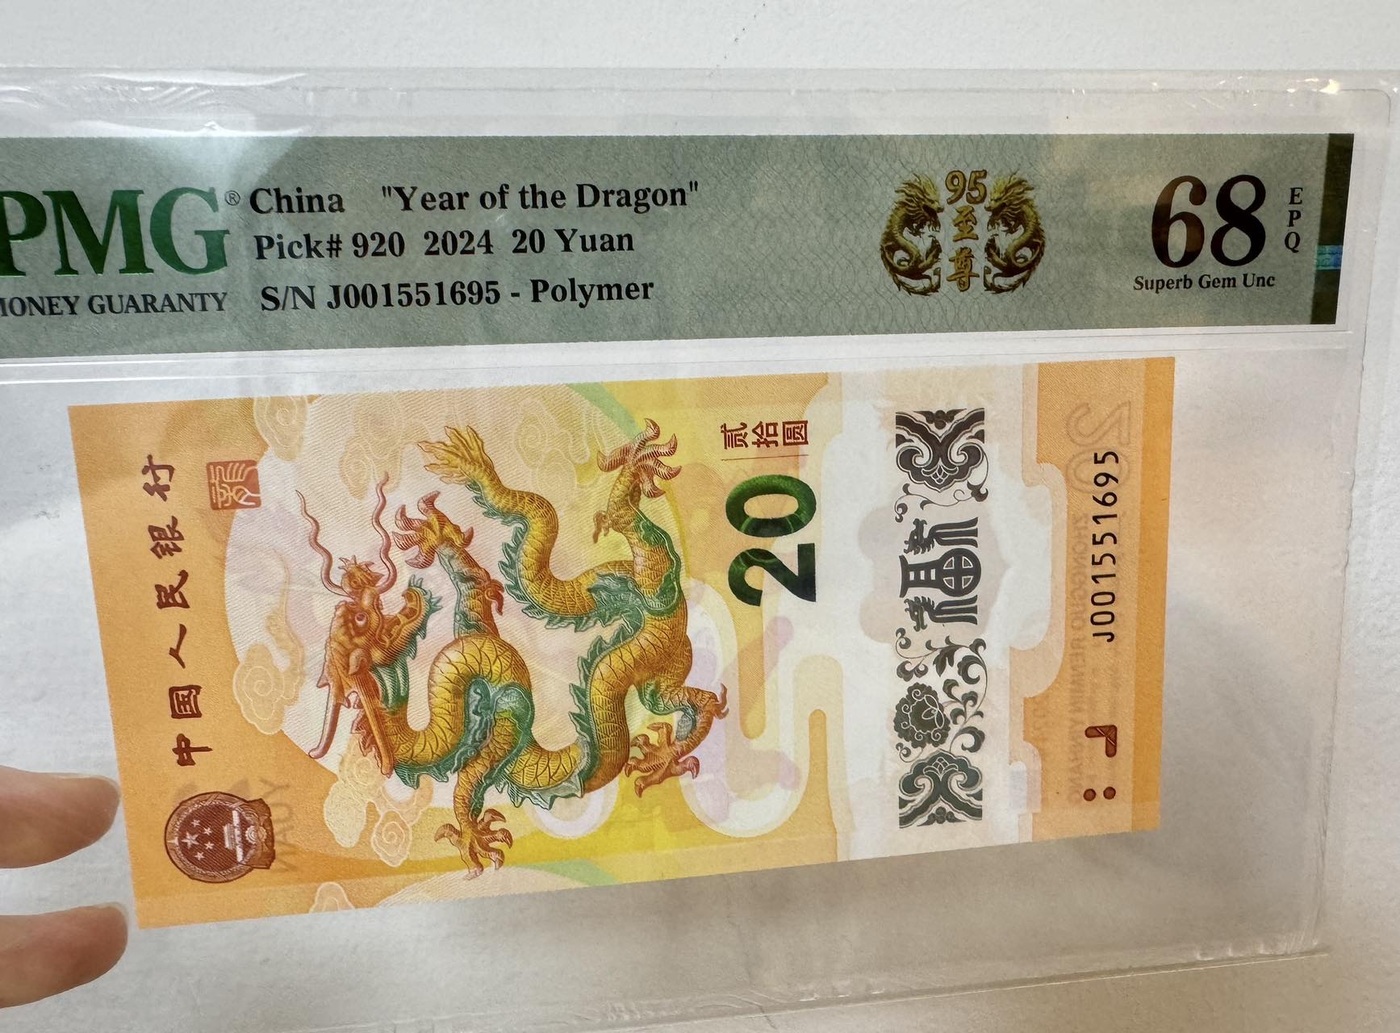 PMG®
MONEY GUARANTY
China "Year of the Dragon"
Pick# 920 2024 20 Yuan
S/N J001551695 - Polymer
95
至
尊
68
EPQ
Superb Gem Unc
中国人民银行
贰拾圆
20
J001551695